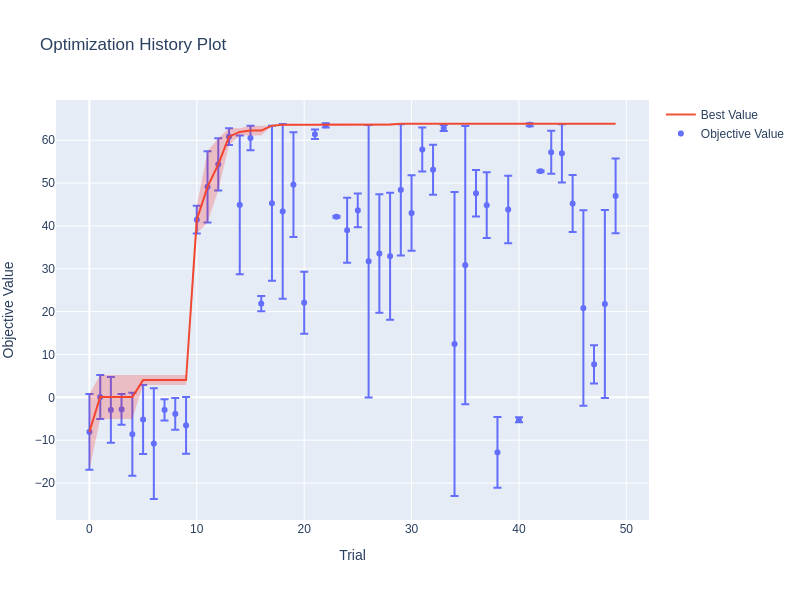 Optimization History Plot
Best Value
Objective Value
60
50
40
30
20
10
0
−10
−20
Objective Value
0 10 20 30 40 50
Trial